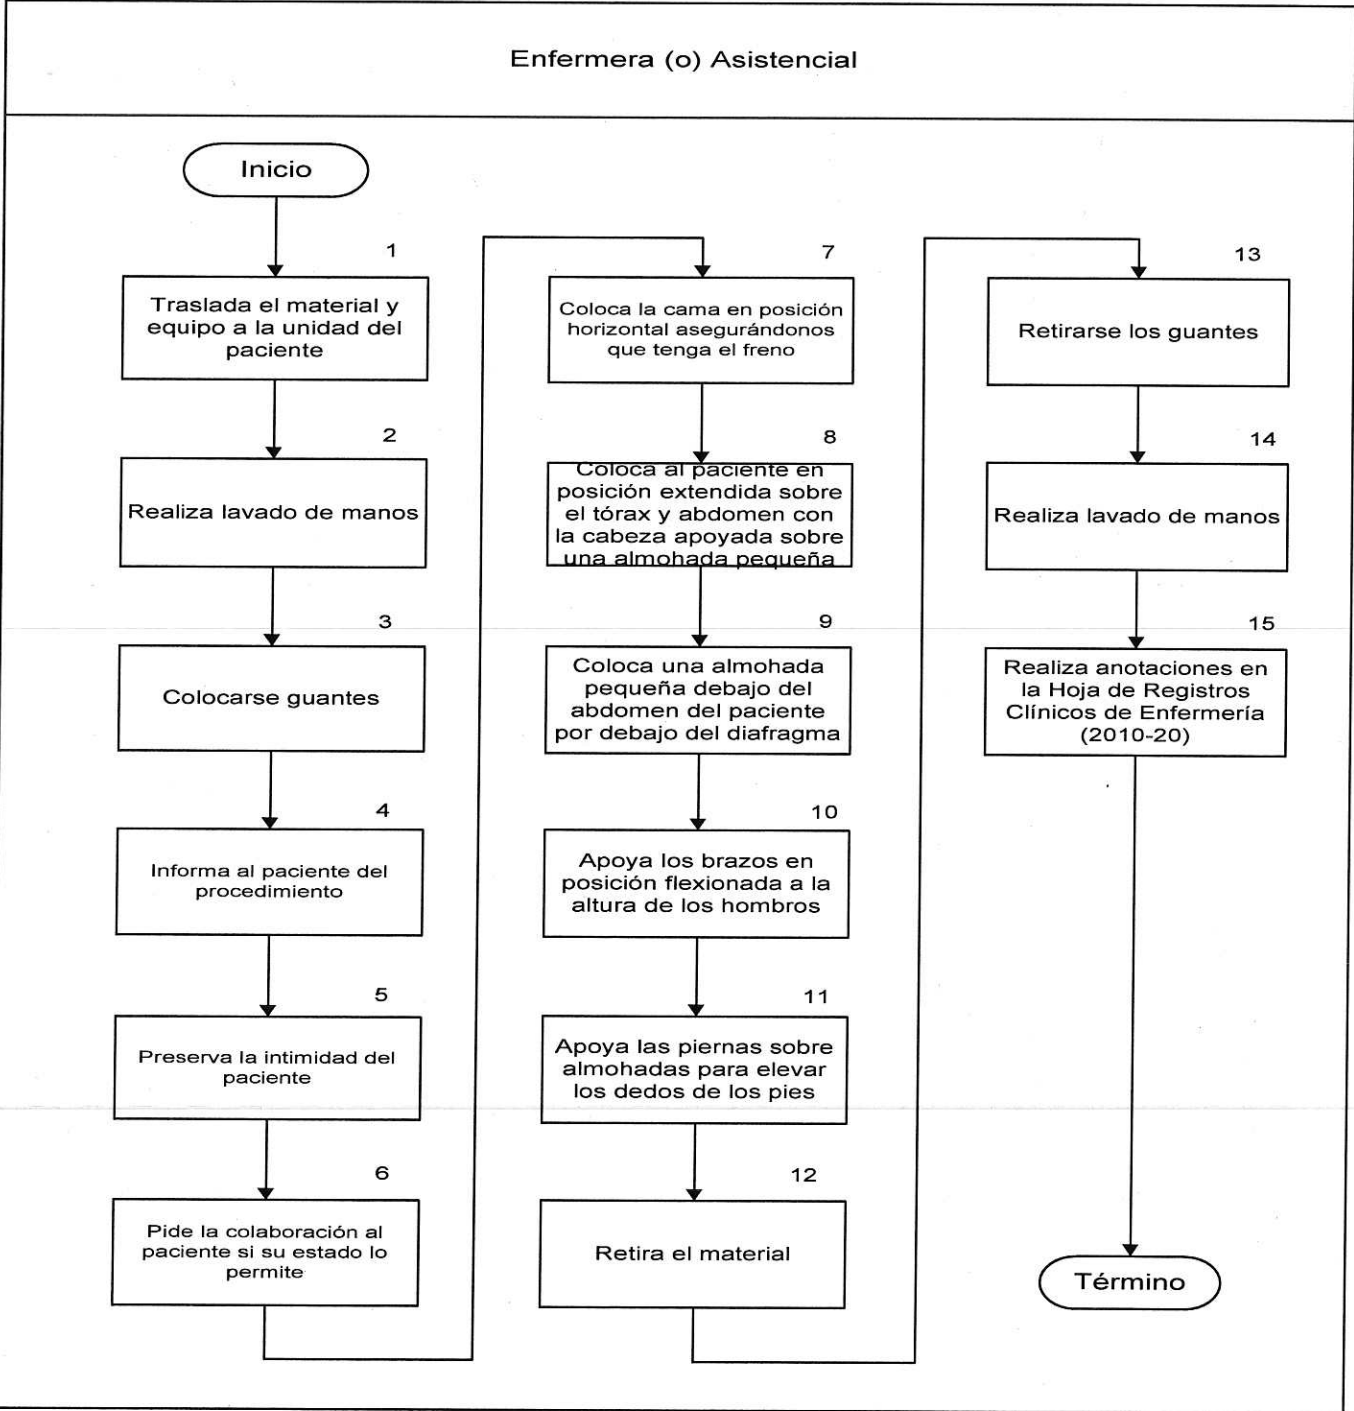 Enfermera (o) Asistencial
Inicio
1
Traslada el material y
equipo a la unidad del
paciente
2
Realiza lavado de manos
3
Colocarse guantes
4
Informa al paciente del
procedimiento
5
Preserva la intimidad del
paciente
6
Pide la colaboración al
paciente si su estado lo
permite
7
Coloca la cama en posición
horizontal asegurándonos
que tenga el freno
8
Coloca al paciente en
posición extendida sobre
el tórax y abdomen con
la cabeza apoyada sobre
una almohada pequeña
9
Coloca una almohada
pequeña debajo del
abdomen del paciente
por debajo del diafragma
10
Apoya los brazos en
posición flexionada a la
altura de los hombros
11
Apoya las piernas sobre
almohadas para elevar
los dedos de los pies
12
Retira el material
13
Retirarse los guantes
14
Realiza lavado de manos
15
Realiza anotaciones en
la Hoja de Registros
Clínicos de Enfermería
(2010-20)
Término